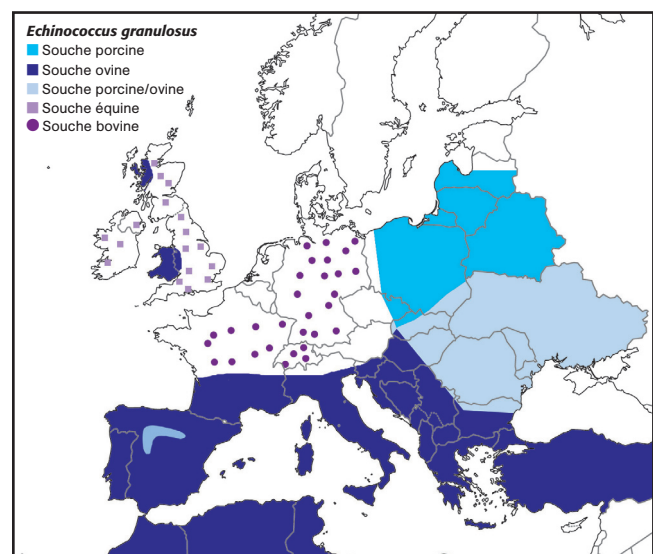 Echinococcus granulosus
Souche porcine
Souche ovine
Souche porcine/ovine
Souche équine
Souche bovine